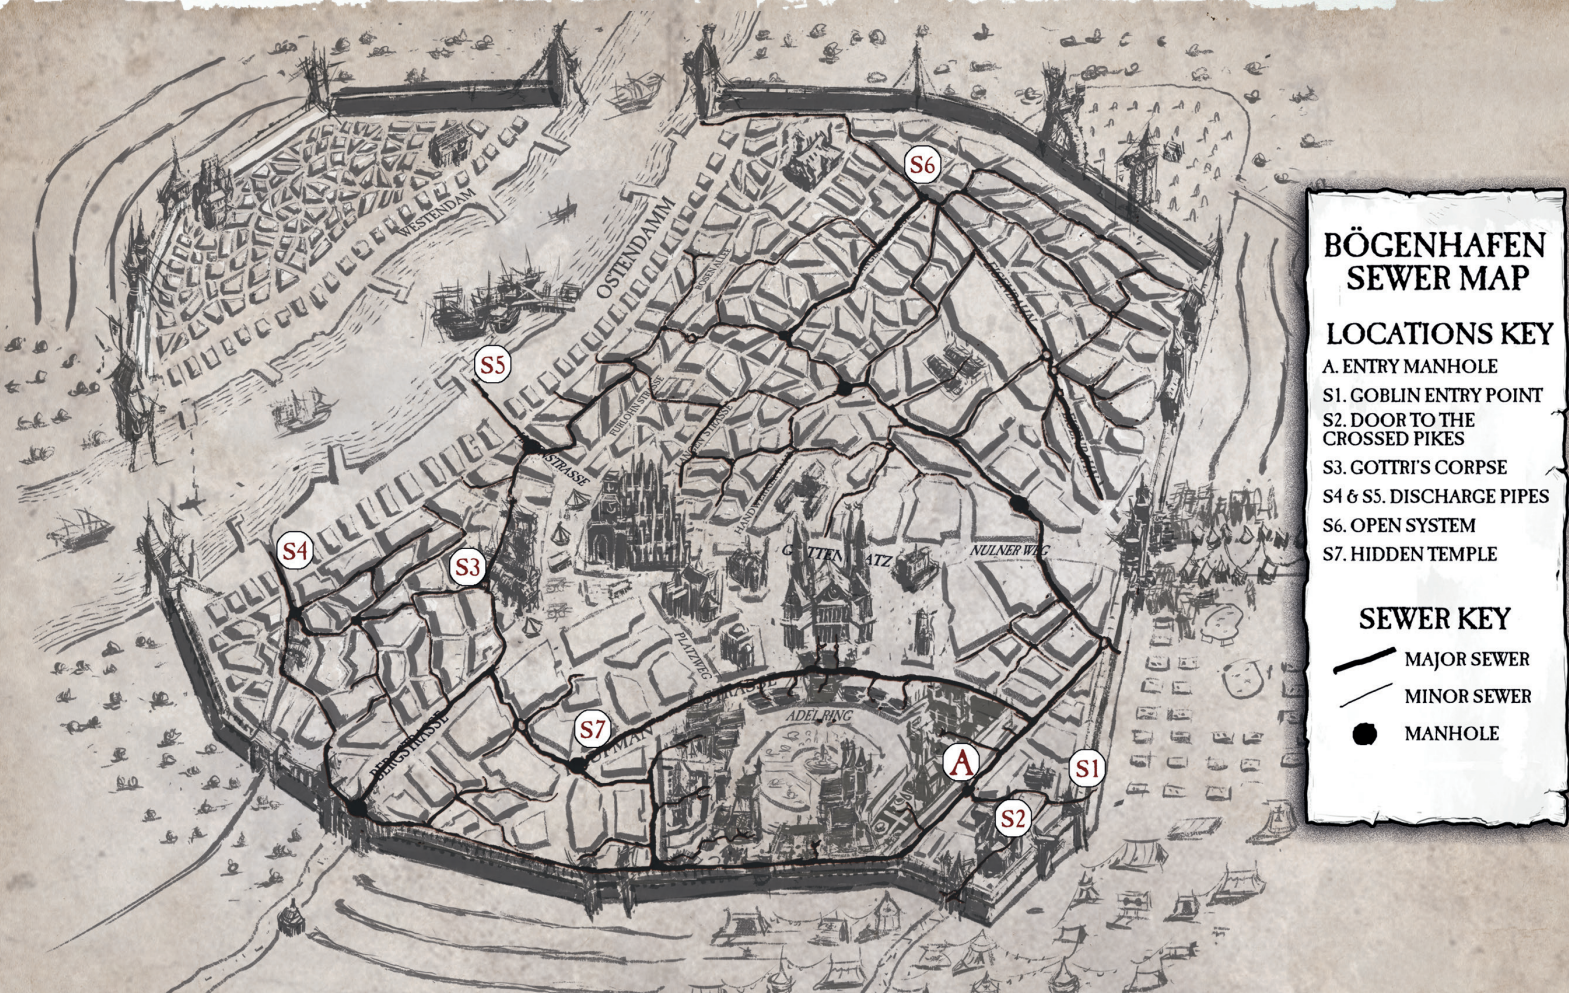 S6
WESTENDAM
OSTENDAMM
S5
S4
S3
NULNER WEG
PLATZWEG
ADEL RING
BERGSTRASSE
S7
A
S1
S2
BÖGENHAFEN
SEWER MAP
LOCATIONS KEY
A. ENTRY MANHOLE
S1. GOBLIN ENTRY POINT
S2. DOOR TO THE
CROSSED PIKES
S3. GOTTRI'S CORPSE
S4 & S5. DISCHARGE PIPES
S6. OPEN SYSTEM
S7. HIDDEN TEMPLE
SEWER KEY
MAJOR SEWER
MINOR SEWER
MANHOLE